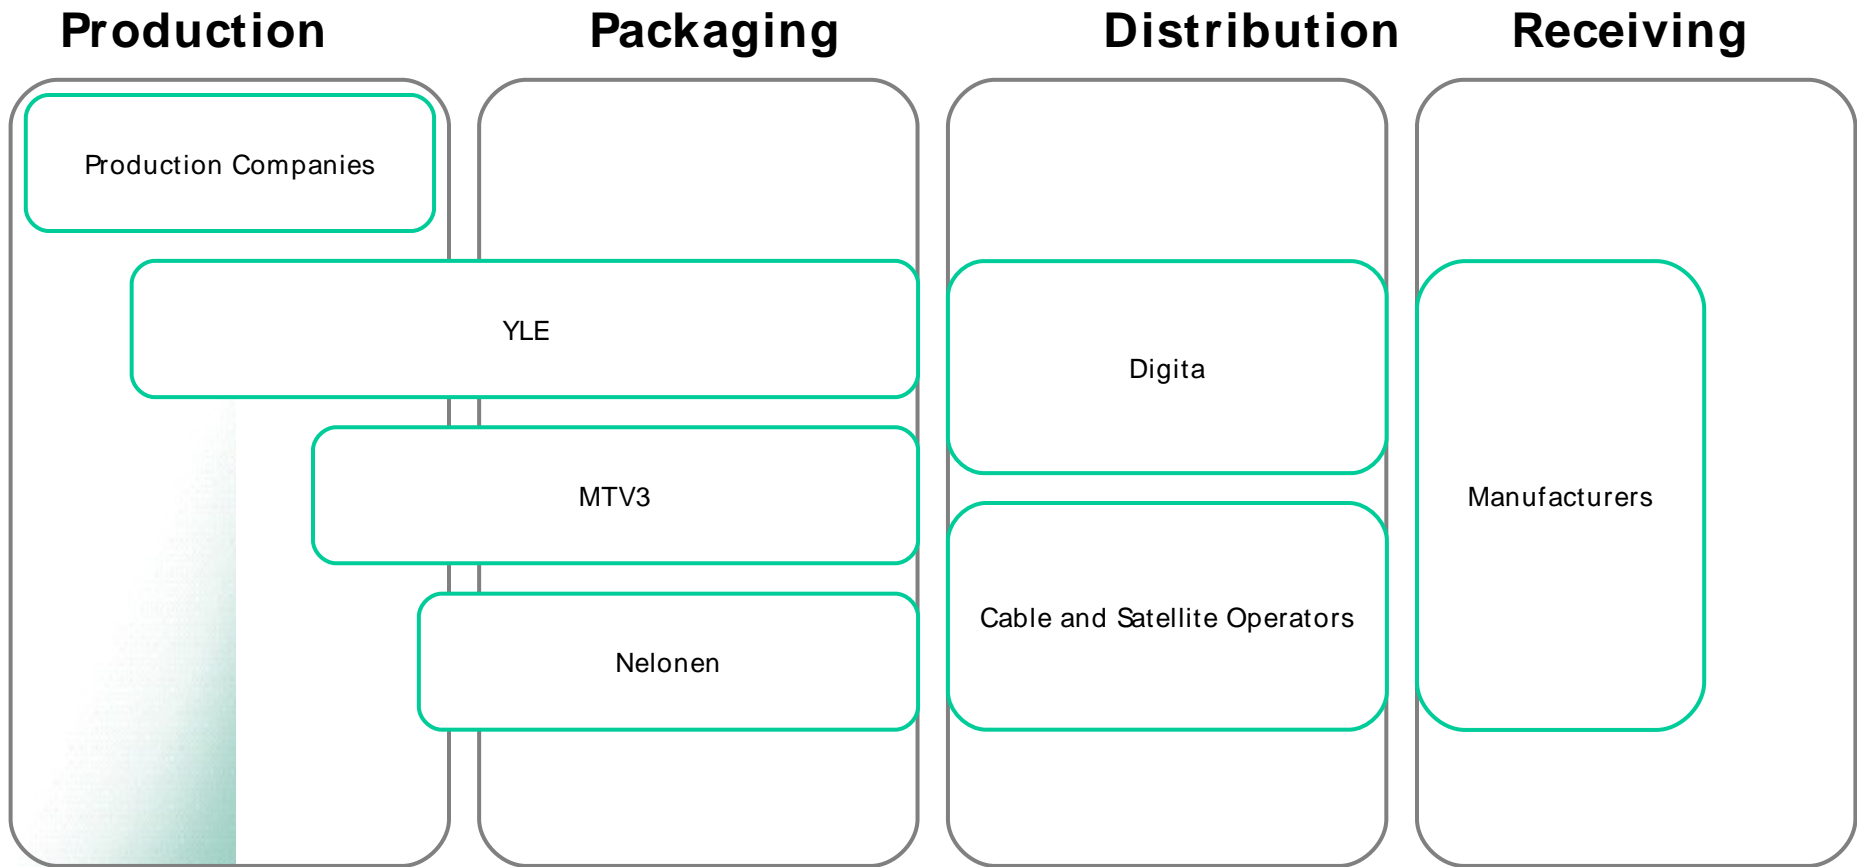 Production Packaging Distribution Receiving
Production Companies
YLE
Digita
MTV3
Manufacturers
Cable and Satellite Operators
Nelonen